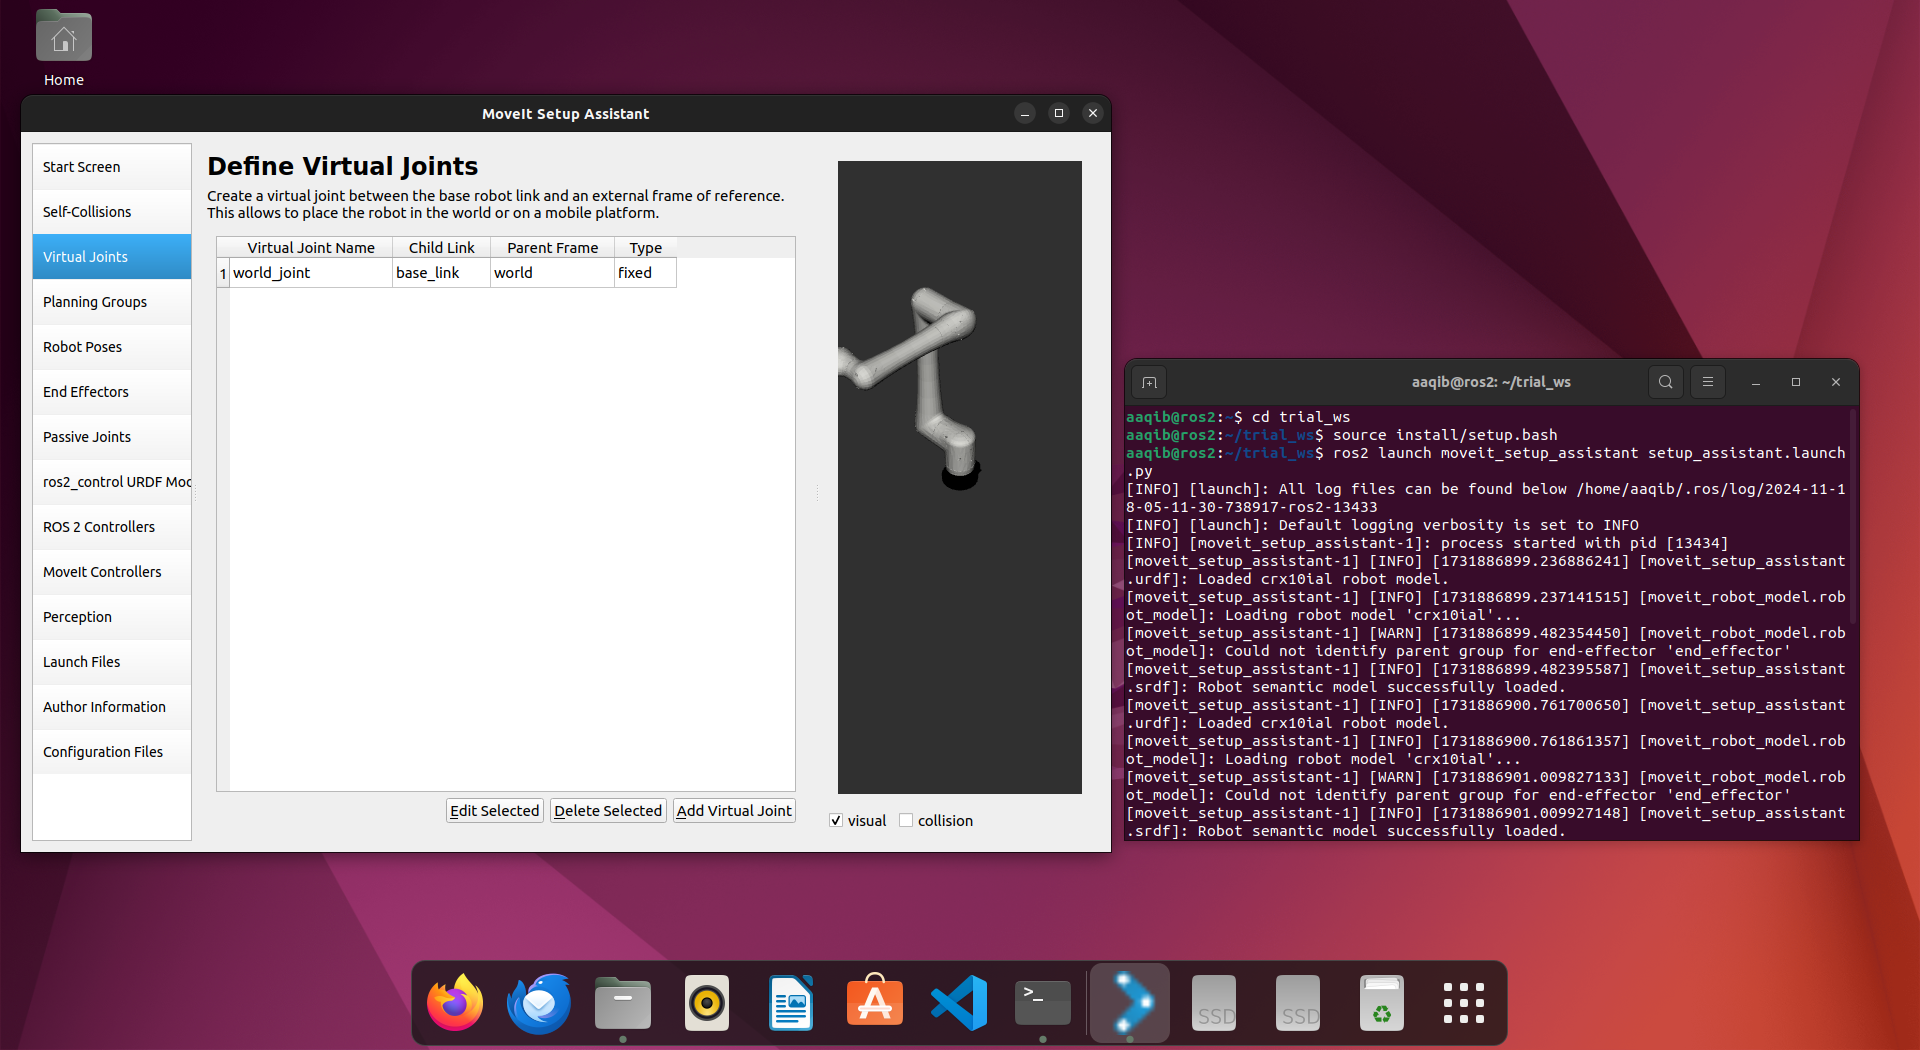 Home
MoveIt Setup Assistant
Start Screen
Self-Collisions
Virtual Joints
Planning Groups
Robot Poses
End Effectors
Passive Joints
ros2_control URDF Moc
ROS 2 Controllers
MoveIt Controllers
Perception
Launch Files
Author Information
Configuration Files
Define Virtual Joints
Create a virtual joint between the base robot link and an external frame of reference.
This allows to place the robot in the world or on a mobile platform.
Virtual Joint Name Child Link Parent Frame Type
1 world_joint base_link world fixed
Edit Selected Delete Selected Add Virtual Joint
visual collision
aaqib@ros2: ~/trial_ws
aaqib@ros2:~$ cd trial_ws
aaqib@ros2:~/trial_ws$ source install/setup.bash
aaqib@ros2:~/trial_ws$ ros2 launch moveit_setup_assistant setup_assistant.launch
.py
[INFO] [launch]: All log files can be found below /home/aaqib/.ros/log/2024-11-1
8-05-11-30-738917-ros2-13433
[INFO] [launch]: Default logging verbosity is set to INFO
[INFO] [moveit_setup_assistant-1]: process started with pid [13434]
[moveit_setup_assistant-1] [INFO] [1731886899.236886241] [moveit_setup_assistant
.urdf]: Loaded crx10ial robot model.
[moveit_setup_assistant-1] [INFO] [1731886899.237141515] [moveit_robot_model.rob
ot_model]: Loading robot model 'crx10ial'...
[moveit_setup_assistant-1] [WARN] [1731886899.482354450] [moveit_robot_model.rob
ot_model]: Could not identify parent group for end-effector 'end_effector'
[moveit_setup_assistant-1] [INFO] [1731886899.482395587] [moveit_setup_assistant
.srdf]: Robot semantic model successfully loaded.
[moveit_setup_assistant-1] [INFO] [1731886900.761700650] [moveit_setup_assistant
.urdf]: Loaded crx10ial robot model.
[moveit_setup_assistant-1] [INFO] [1731886900.761861357] [moveit_robot_model.rob
ot_model]: Loading robot model 'crx10ial'...
[moveit_setup_assistant-1] [WARN] [1731886901.009827133] [moveit_robot_model.rob
ot_model]: Could not identify parent group for end-effector 'end_effector'
[moveit_setup_assistant-1] [INFO] [1731886901.009927148] [moveit_setup_assistant
.srdf]: Robot semantic model successfully loaded.
>_
SSD
SSD